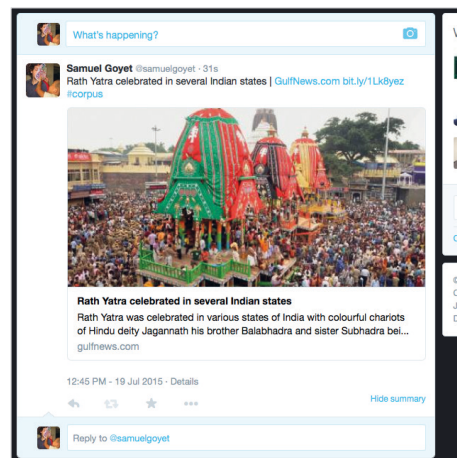 What's happening?
Samuel Goyet @samuelgoyet · 31s
Rath Yatra celebrated in several Indian states | GulfNews.com bit.ly/1Lk8yez
#corpus
Rath Yatra celebrated in several Indian states
Rath Yatra was celebrated in various states of India with colourful chariots
of Hindu deity Jagannath his brother Balabhadra and sister Subhadra bei...
gulfnews.com
12:45 PM - 19 Jul 2015 · Details
Hide summary
Reply to @samuelgoyet